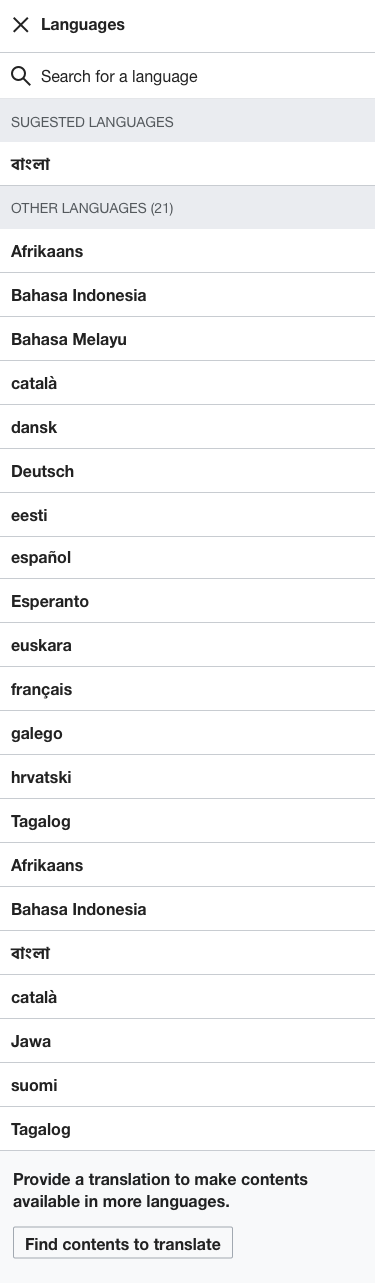 Languages
Search for a language
SUGESTED LANGUAGES
বাংলা
OTHER LANGUAGES (21)
Afrikaans
Bahasa Indonesia
Bahasa Melayu
català
dansk
Deutsch
eesti
español
Esperanto
euskara
français
galego
hrvatski
Tagalog
Afrikaans
Bahasa Indonesia
বাংলা
català
Jawa
suomi
Tagalog
Provide a translation to make contents
available in more languages.
Find contents to translate